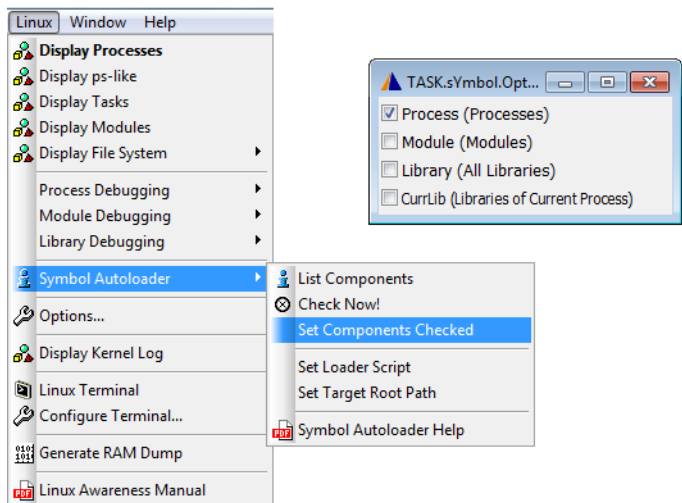 Linux Window Help
Display Processes
Display ps-like
Display Tasks
Display Modules
Display File System
Process Debugging
Module Debugging
Library Debugging
Symbol Autoloader
Options...
Display Kernel Log
Linux Terminal
Configure Terminal...
Generate RAM Dump
Linux Awareness Manual
List Components
Check Now!
Set Components Checked
Set Loader Script
Set Target Root Path
Symbol Autoloader Help
TASK.sYmbol.Opt...
Process (Processes)
Module (Modules)
Library (All Libraries)
CurrLib (Libraries of Current Process)